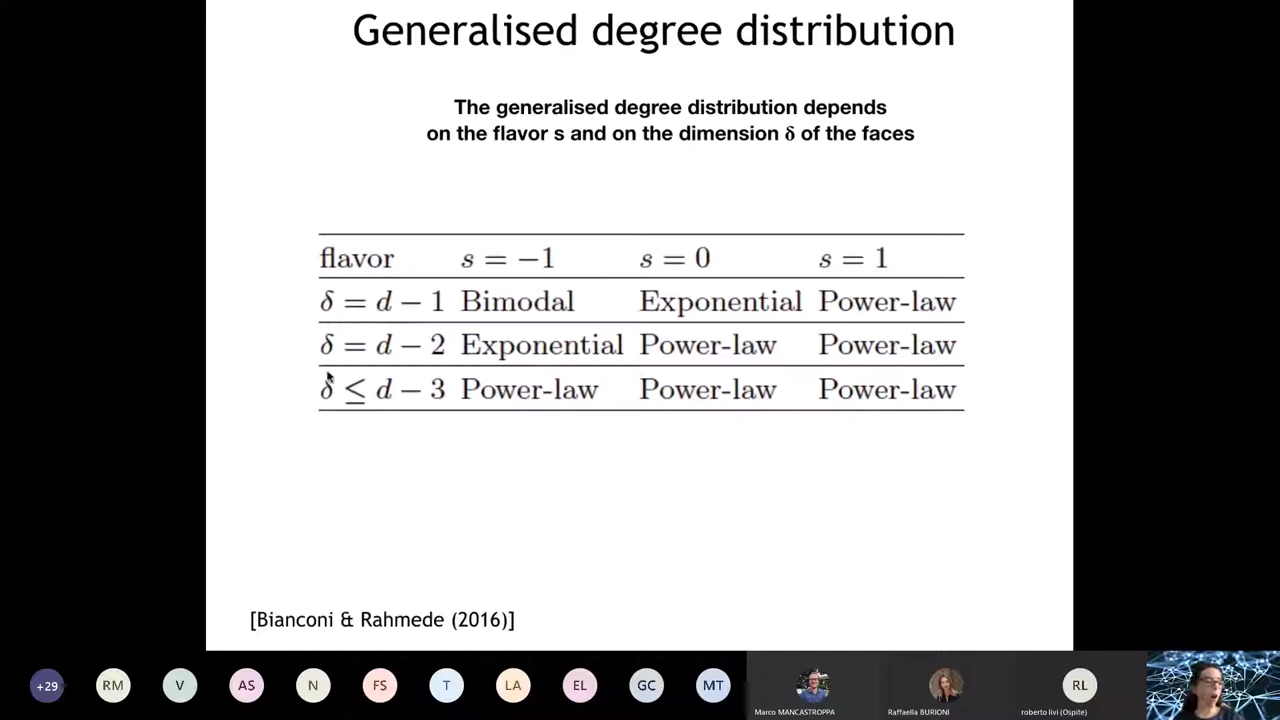 Generalised degree distribution
The generalised degree distribution depends
on the flavor s and on the dimension δ of the faces
flavor s = −1 s = 0 s = 1
δ = d − 1 Bimodal Exponential Power-law
δ = d − 2 Exponential Power-law Power-law
δ ≤ d − 3 Power-law Power-law Power-law
[Bianconi & Rahmede (2016)]
+29 RM V AS N FS T LA EL GC MT RL
Marco MANCASTROPPA Raffaella BURIONI roberto livi (Ospite)